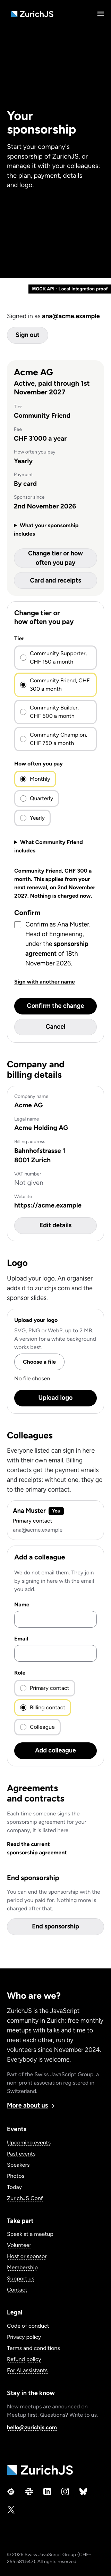 ZurichJS
Your
sponsorship
Start your company's
sponsorship of ZurichJS, or
manage it with your colleagues:
the plan, payment, details
and logo.
MOCK API · Local integration proof
Signed in as ana@acme.example
Sign out
Acme AG
Active, paid through 1st
November 2027
Tier
Community Friend
Fee
CHF 3'000 a year
How often you pay
Yearly
Payment
By card
Sponsor since
2nd November 2026
What your sponsorship
includes
Change tier or how
often you pay
Card and receipts
Change tier or
how often you pay
Tier
Community Supporter,
CHF 150 a month
Community Friend, CHF
300 a month
Community Builder,
CHF 500 a month
Community Champion,
CHF 750 a month
How often you pay
Monthly
Quarterly
Yearly
What Community Friend
includes
Community Friend, CHF 300 a
month. This applies from your
next renewal, on 2nd November
2027. Nothing is charged now.
Confirm
Confirm as Ana Muster,
Head of Engineering,
under the sponsorship
agreement of 18th
November 2026.
Sign with another name
Confirm the change
Cancel
Company and
billing details
Company name
Acme AG
Legal name
Acme Holding AG
Billing address
Bahnhofstrasse 1
8001 Zurich
VAT number
Not given
Website
https://acme.example
Edit details
Logo
Upload your logo. An organiser
adds it to zurichjs.com and the
sponsor slides.
Upload your logo
SVG, PNG or WebP, up to 2 MB.
A version for a white background
works best.
Choose a file
No file chosen
Upload logo
Colleagues
Everyone listed can sign in here
with their own email. Billing
contacts get the payment emails
and receipts; without one, they go
to the primary contact.
Ana Muster You
Primary contact
ana@acme.example
Add a colleague
We do not email them. They join
by signing in here with the email
you add.
Name
Email
Role
Primary contact
Billing contact
Colleague
Add colleague
Agreements
and contracts
Each time someone signs the
sponsorship agreement for your
company, it is listed here.
Read the current
sponsorship agreement
End sponsorship
You can end the sponsorship with the
period you paid for. Nothing more is
charged after that.
End sponsorship
Who are we?
ZurichJS is the JavaScript
community in Zurich: free monthly
meetups with talks and time to
meet each other, run by
volunteers since November 2024.
Everybody is welcome.
Part of the Swiss JavaScript Group, a
non-profit association registered in
Switzerland.
More about us
Events
Upcoming events
Past events
Speakers
Photos
Today
ZurichJS Conf
Take part
Speak at a meetup
Volunteer
Host or sponsor
Membership
Support us
Contact
Legal
Code of conduct
Privacy policy
Terms and conditions
Refund policy
For AI assistants
Stay in the know
New meetups are announced on
Meetup first. Questions? Write to us.
hello@zurichjs.com
ZurichJS
© 2026 Swiss JavaScript Group (CHE-
255.581.547). All rights reserved.